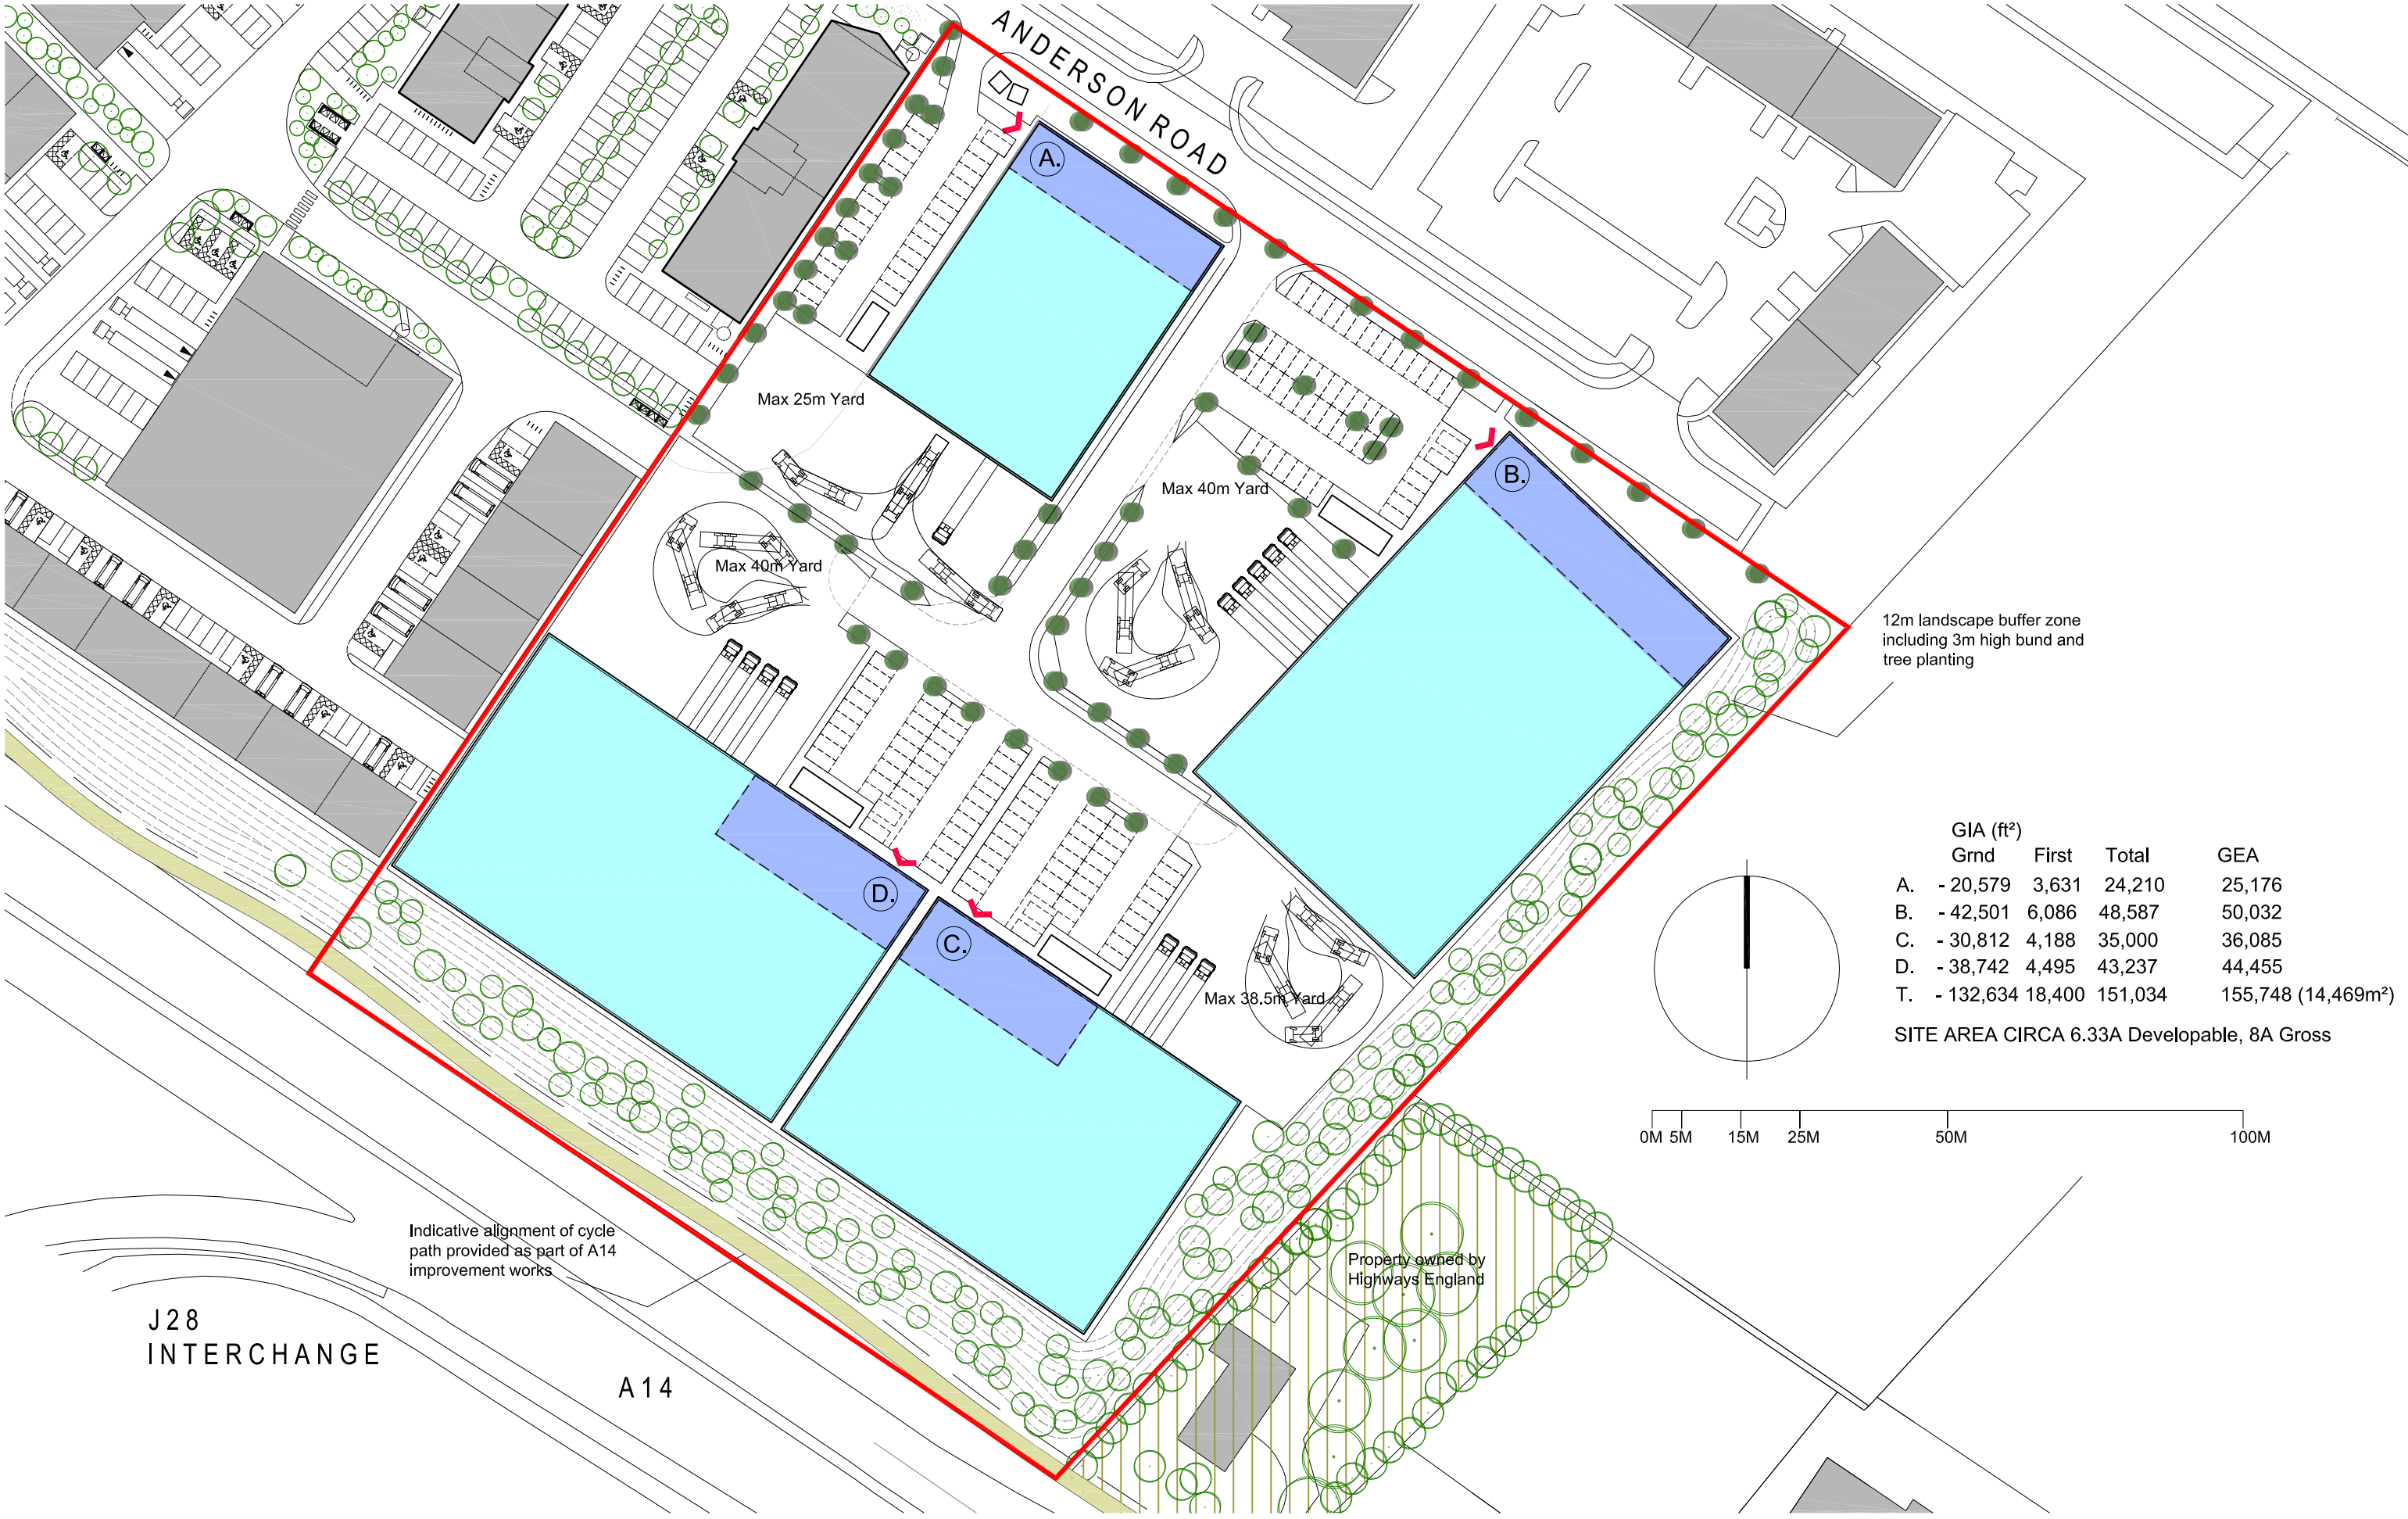 ANDERSON ROAD
A.
Max 25m Yard
Max 40m Yard
B.
Max 40m Yard
12m landscape buffer zone
including 3m high bund and
tree planting
D.
C.
Max 38.5m Yard
GIA (ft²)
Grnd First Total GEA
A. - 20,579 3,631 24,210 25,176
B. - 42,501 6,086 48,587 50,032
C. - 30,812 4,188 35,000 36,085
D. - 38,742 4,495 43,237 44,455
T. - 132,634 18,400 151,034 155,748 (14,469m²)
SITE AREA CIRCA 6.33A Developable, 8A Gross
0M 5M 15M 25M 50M 100M
Indicative alignment of cycle
path provided as part of A14
improvement works
Property owned by
Highways England
J28
INTERCHANGE
A14